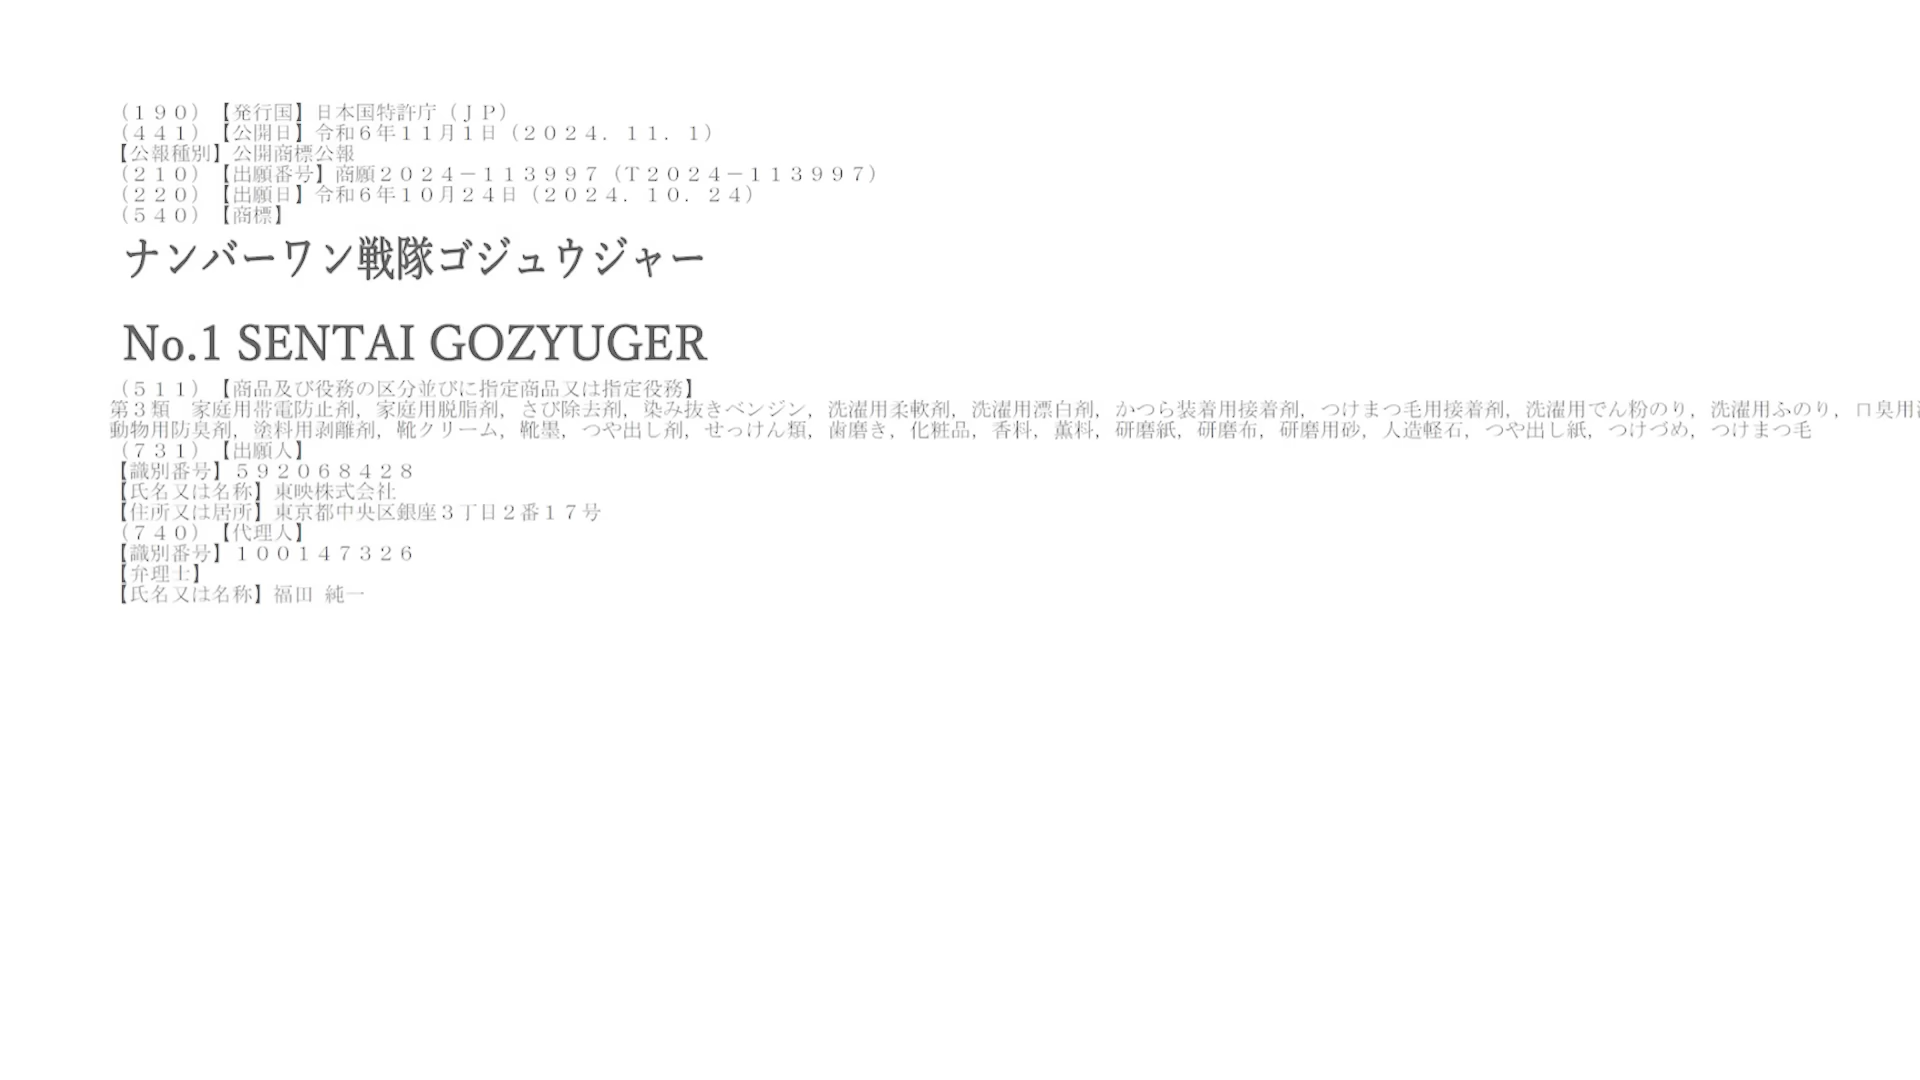 （１９０）【発行国】日本国特許庁（ＪＰ）
（４４１）【公開日】令和６年１１月１日（２０２４．１１．１）
【公報種別】公開商標公報
（２１０）【出願番号】商願２０２４－１１３９９７（Ｔ２０２４－１１３９９７）
（２２０）【出願日】令和６年１０月２４日（２０２４．１０．２４）
（５４０）【商標】
ナンバーワン戦隊ゴジュウジャー
No.1 SENTAI GOZYUGER
（５１１）【商品及び役務の区分並びに指定商品又は指定役務】
第３類　家庭用帯電防止剤，家庭用脱脂剤，さび除去剤，染み抜きベンジン，洗濯用柔軟剤，洗濯用漂白剤，かつら装着用接着剤，つけまつ毛用接着剤，洗濯用でん粉のり，洗濯用ふのり，口臭用
動物用防臭剤，塗料用剥離剤，靴クリーム，靴墨，つや出し剤，せっけん類，歯磨き，化粧品，香料，薫料，研磨紙，研磨布，研磨用砂，人造軽石，つや出し紙，つけづめ，つけまつ毛
（７３１）【出願人】
【識別番号】５９２０６８４２８
【氏名又は名称】東映株式会社
【住所又は居所】東京都中央区銀座３丁目２番１７号
（７４０）【代理人】
【識別番号】１００１４７３２６
【弁理士】
【氏名又は名称】福田 純一